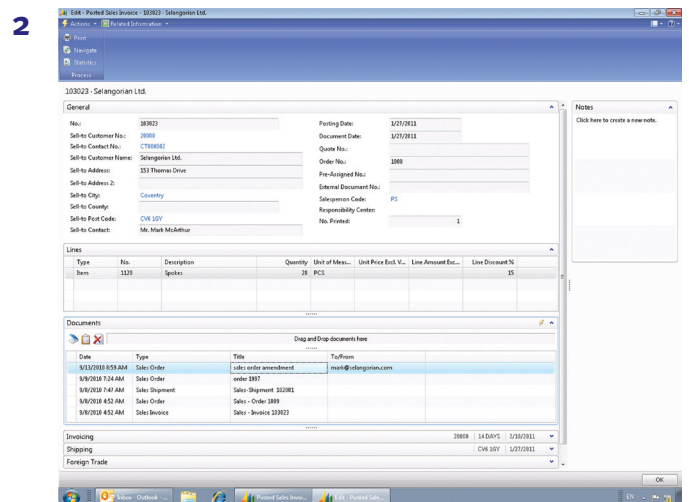 2
Edit - Posted Sales Invoice - 103023 · Selangorian Ltd.
Actions Related Information
Print
Navigate
Statistics
Process
103023 · Selangorian Ltd.
General
No.: 103023 Posting Date: 1/27/2011
Sell-to Customer No.: 20000 Document Date: 1/27/2011
Sell-to Contact No.: Quote No.:
Sell-to Customer Name: Selangorian Ltd. Order No.:
Sell-to Address: 153 Thomas Drive Pre-Assigned No.:
Sell-to Address 2: External Document No.:
Sell-to City: Coventry Salesperson Code: PS
Sell-to County: Responsibility Center:
Sell-to Post Code: CV6 1GY No. Printed: 1
Sell-to Contact: Mr. Mark McArthur
Notes
Click here to create a new note.
Lines
Type No. Description Quantity Unit of Meas... Unit Price Excl. V... Line Amount Exc... Line Discount %
Item 1120 Spokes PCS 15
Documents
Drag and Drop documents here
Date Type Title To/From
9/13/2010 8:59 AM Sales Order sales order amendment mark@selangorian.com
9/9/2010 7:24 AM Sales Order order 1997
9/8/2010 7:47 AM Sales Shipment Sales-Shipment 102001
9/8/2010 4:52 AM Sales Order Sales - Order
9/8/2010 4:52 AM Sales Invoice Sales - Invoice 103023
Invoicing 20000 14 DAYS 2/10/2011
Shipping CV6 1GY 1/27/2011
Foreign Trade
OK
Inbox - Outlook - ... Posted Sales Invoi... Edit - Posted Sale... EN